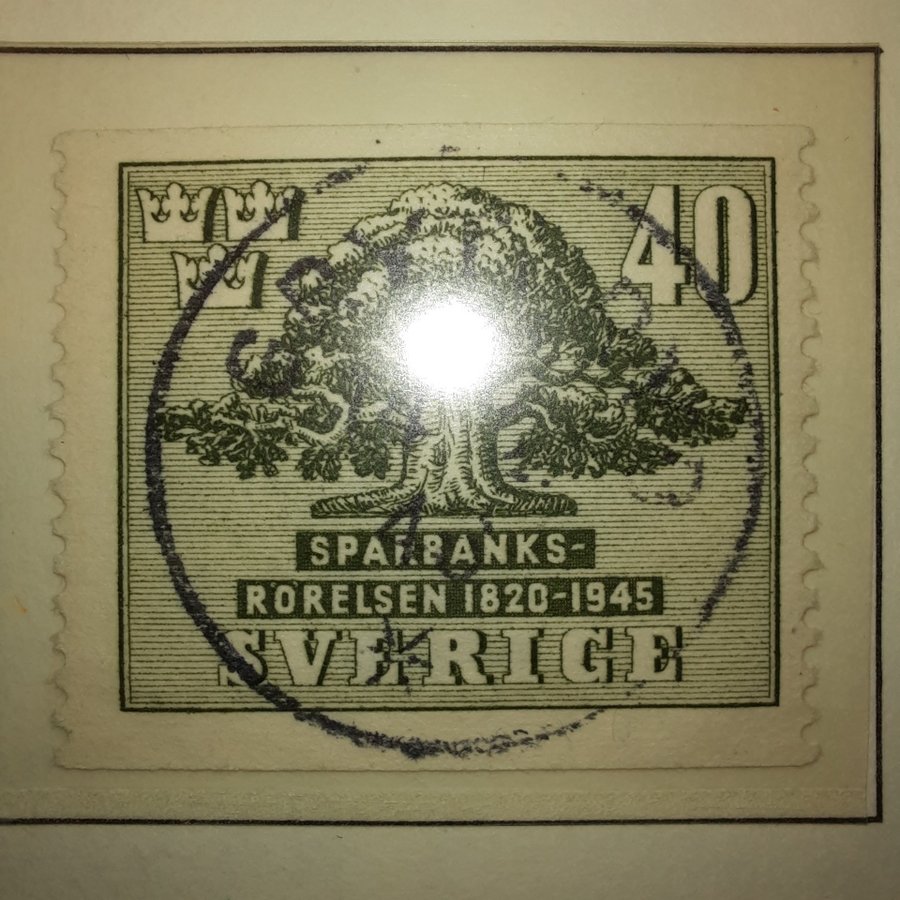 40
SPARBANKS-
RÖRELSEN 1820-1945
SVERIGE